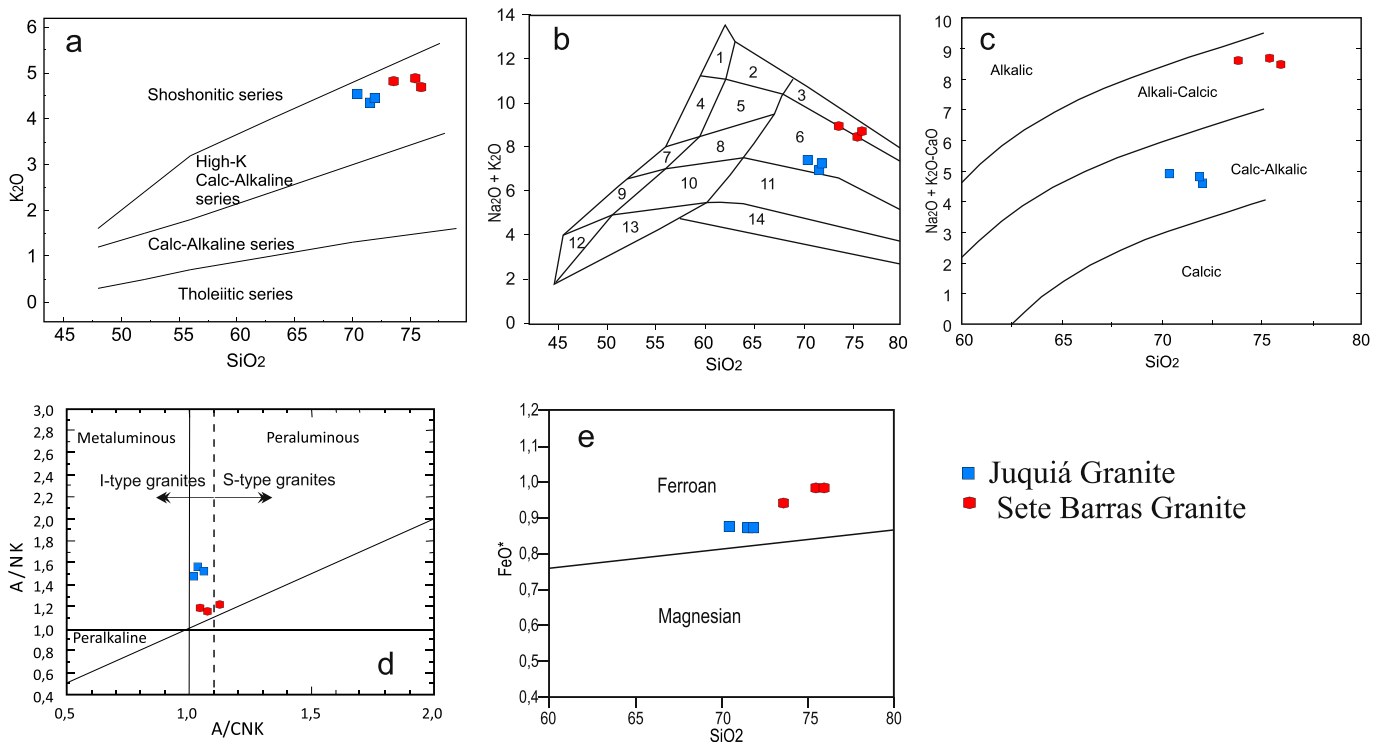 a
K2O
6
5
4
3
2
1
0
Shoshonitic series
High-K
Calc-Alkaline
series
Calc-Alkaline series
Tholeiitic series
45 50 55 60 65 70 75
SiO2
b
Na2O + K2O
14
12
10
8
6
4
2
0
1
2
3
4
5
6
7
8
9
10
11
12
13
14
45 50 55 60 65 70 75 80
SiO2
c
Na2O + K2O-CaO
10
9
8
7
6
5
4
3
2
1
0
Alkalic
Alkali-Calcic
Calc-Alkalic
Calcic
60 65 70 75 80
SiO2
A/NK
3,0
2,8
2,6
2,4
2,2
2,0
1,8
1,6
1,4
1,2
1,0
0,8
0,6
0,4
Metaluminous
Peraluminous
I-type granites
S-type granites
Peralkaline
d
0,5 1,0 1,5 2,0
A/CNK
e
FeO*
1,2
1,1
1,0
0,9
0,8
0,7
0,6
0,5
0,4
Ferroan
Magnesian
60 65 70 75 80
SiO2
Juquiá Granite
Sete Barras Granite